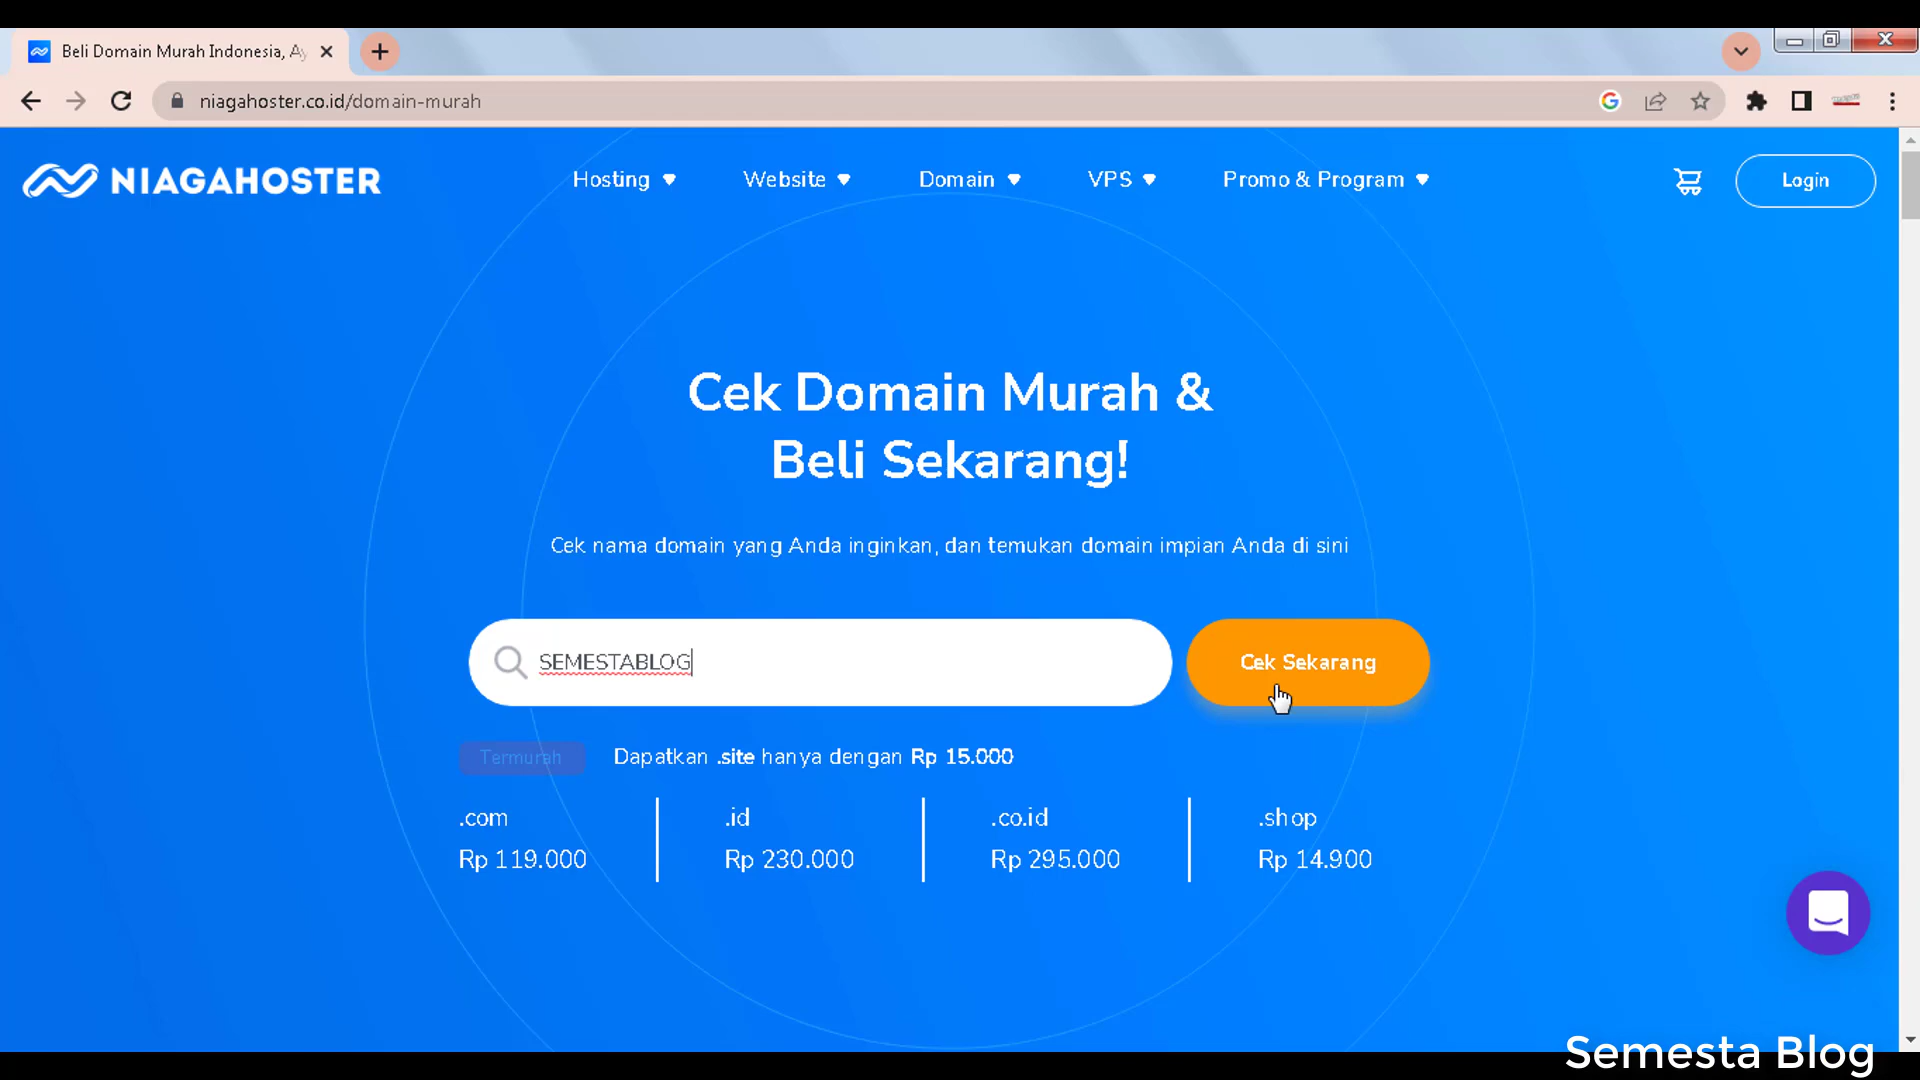 Beli Domain Murah Indonesia, Ay
niagahoster.co.id/domain-murah
NIAGAHOSTER
Hosting
Website
Domain
VPS
Promo & Program
Login
Cek Domain Murah &
Beli Sekarang!
Cek nama domain yang Anda inginkan, dan temukan domain impian Anda di sini
SEMESTABLOG
Cek Sekarang
Termurah
Dapatkan .site hanya dengan Rp 15.000
.com
Rp 119.000
.id
Rp 230.000
.co.id
Rp 295.000
.shop
Rp 14.900
Semesta Blog